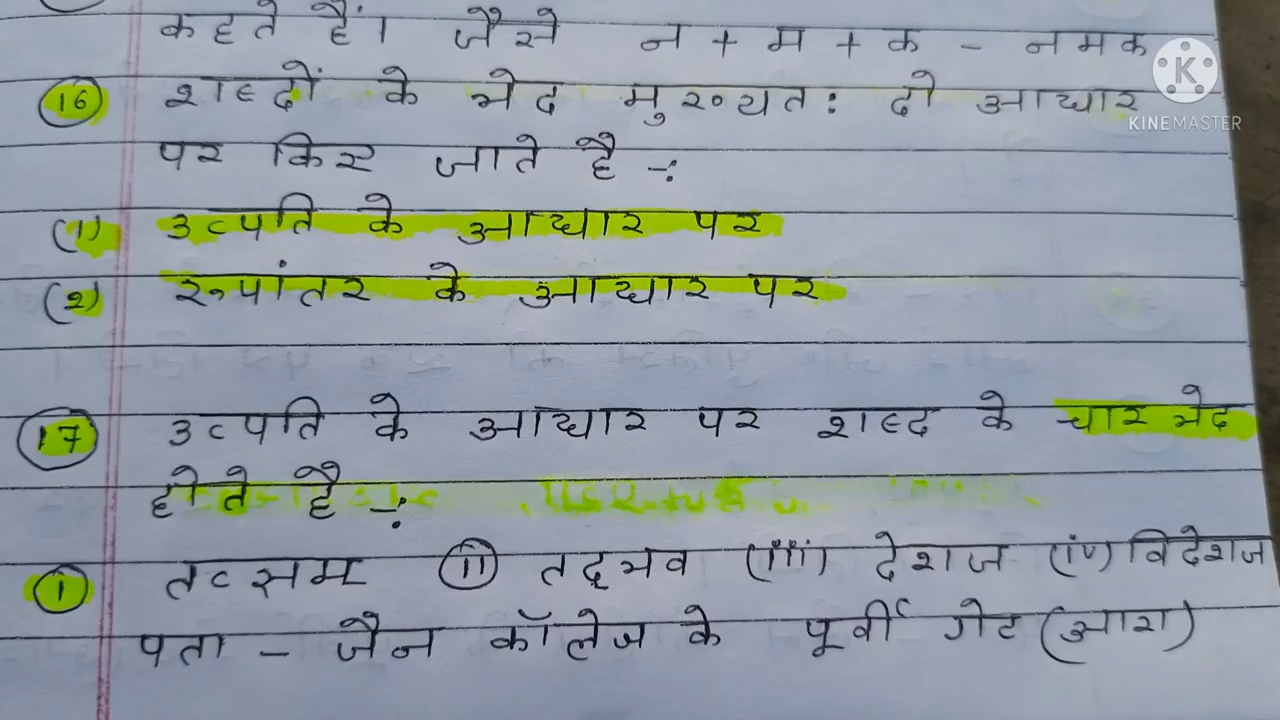 कहते हैं। जैसे न + म + क - नमक
K
KINEMASTER
16 शब्दों के भेद मुख्यत: दो आधार
पर किए जाते है -:
(1) उत्पति के आधार पर
(2) रूपांतर के आधार पर
17 उत्पति के आधार पर शब्द के चार भेद
होते है -:
i तत्सम ii तद्भव (iii) देशज (iv) विदेशज
पता - जैन कॉलेज के पूर्वी गेट (आरा)